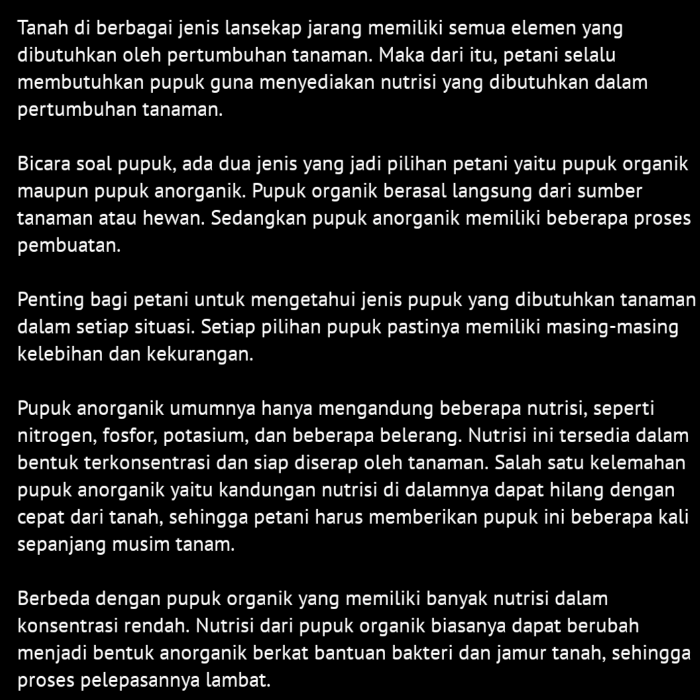 Tanah di berbagai jenis lansekap jarang memiliki semua elemen yang
dibutuhkan oleh pertumbuhan tanaman. Maka dari itu, petani selalu
membutuhkan pupuk guna menyediakan nutrisi yang dibutuhkan dalam
pertumbuhan tanaman.

Bicara soal pupuk, ada dua jenis yang jadi pilihan petani yaitu pupuk organik
maupun pupuk anorganik. Pupuk organik berasal langsung dari sumber
tanaman atau hewan. Sedangkan pupuk anorganik memiliki beberapa proses
pembuatan.

Penting bagi petani untuk mengetahui jenis pupuk yang dibutuhkan tanaman
dalam setiap situasi. Setiap pilihan pupuk pastinya memiliki masing-masing
kelebihan dan kekurangan.

Pupuk anorganik umumnya hanya mengandung beberapa nutrisi, seperti
nitrogen, fosfor, potasium, dan beberapa belerang. Nutrisi ini tersedia dalam
bentuk terkonsentrasi dan siap diserap oleh tanaman. Salah satu kelemahan
pupuk anorganik yaitu kandungan nutrisi di dalamnya dapat hilang dengan
cepat dari tanah, sehingga petani harus memberikan pupuk ini beberapa kali
sepanjang musim tanam.

Berbeda dengan pupuk organik yang memiliki banyak nutrisi dalam
konsentrasi rendah. Nutrisi dari pupuk organik biasanya dapat berubah
menjadi bentuk anorganik berkat bantuan bakteri dan jamur tanah, sehingga
proses pelepasannya lambat.